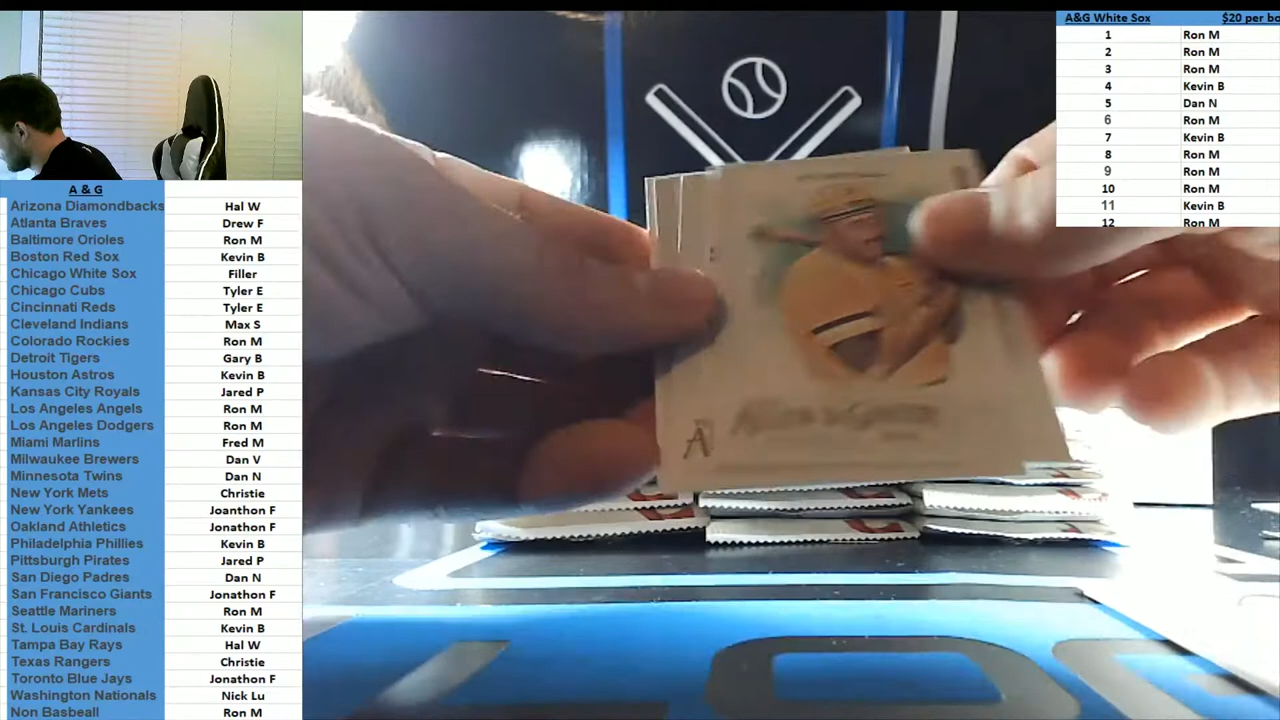 A & G
Arizona Diamondbacks Hal W
Atlanta Braves Drew F
Baltimore Orioles Ron M
Boston Red Sox Kevin B
Chicago White Sox Filler
Chicago Cubs Tyler E
Cincinnati Reds Tyler E
Cleveland Indians Max S
Colorado Rockies Ron M
Detroit Tigers Gary B
Houston Astros Kevin B
Kansas City Royals Jared P
Los Angeles Angels Ron M
Los Angeles Dodgers Ron M
Miami Marlins Fred M
Milwaukee Brewers Dan V
Minnesota Twins Dan N
New York Mets Christie
New York Yankees Joanthon F
Oakland Athletics Jonathon F
Philadelphia Phillies Kevin B
Pittsburgh Pirates Jared P
San Diego Padres Dan N
San Francisco Giants Jonathon F
Seattle Mariners Ron M
St. Louis Cardinals Kevin B
Tampa Bay Rays Hal W
Texas Rangers Christie
Toronto Blue Jays Jonathon F
Washington Nationals Nick Lu
Non Basbeall Ron M
A&G White Sox $20 per bo
1 Ron M
2 Ron M
3 Ron M
4 Kevin B
5 Dan N
6 Ron M
7 Kevin B
8 Ron M
9 Ron M
10 Ron M
11 Kevin B
12 Ron M